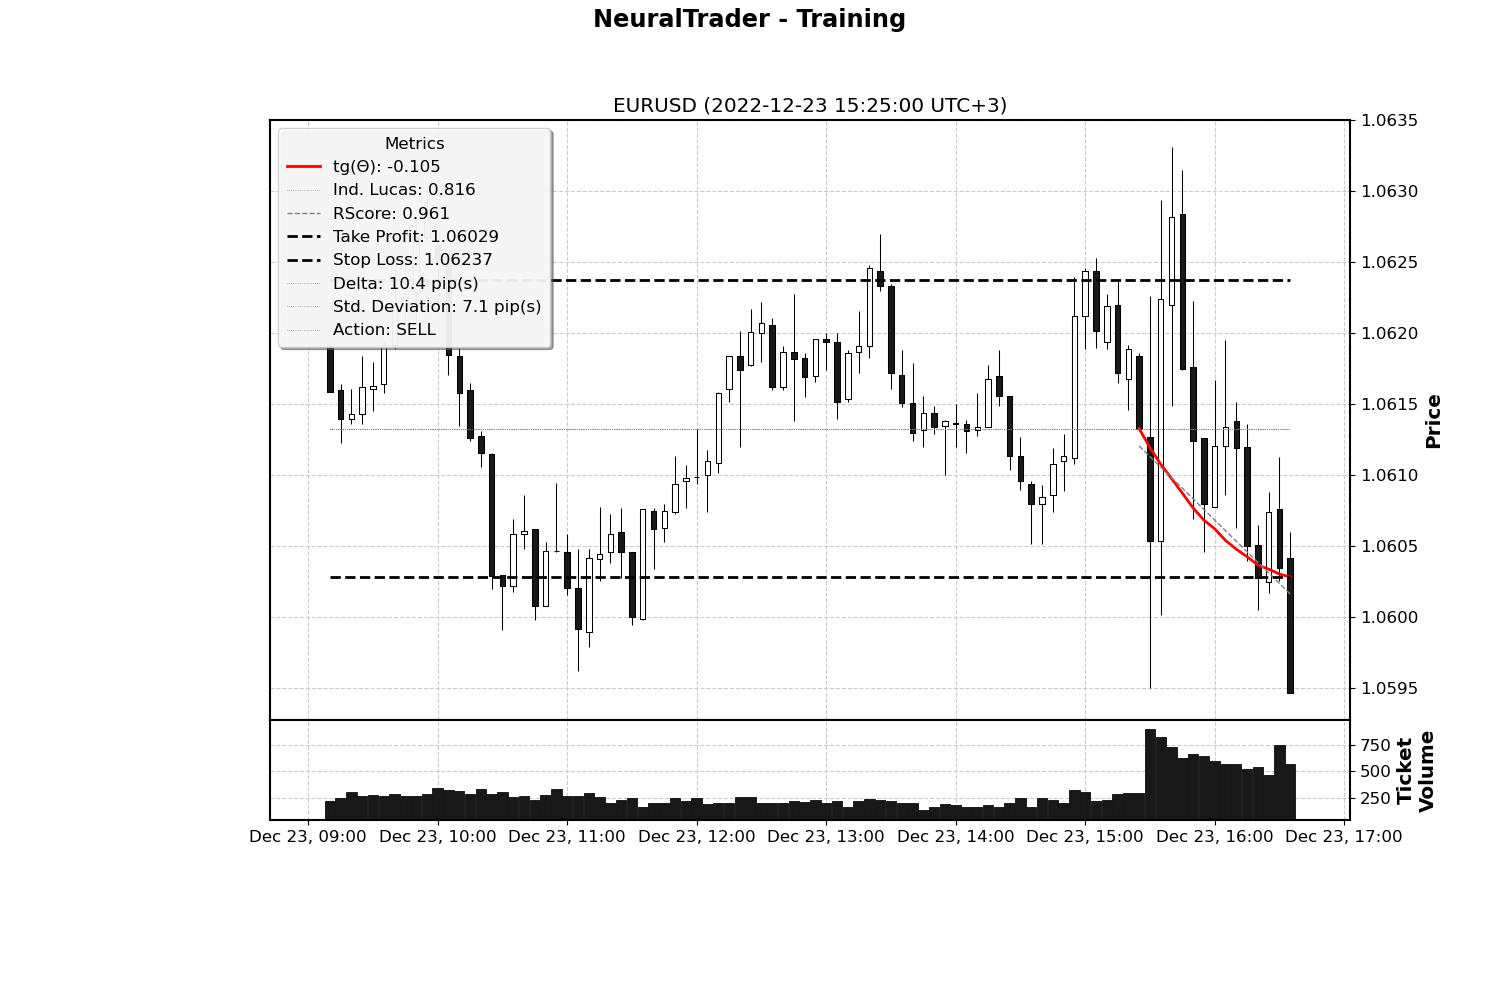 NeuralTrader - Training
EURUSD (2022-12-23 15:25:00 UTC+3)
Metrics
tg(Θ): -0.105
Ind. Lucas: 0.816
RScore: 0.961
Take Profit: 1.06029
Stop Loss: 1.06237
Delta: 10.4 pip(s)
Std. Deviation: 7.1 pip(s)
Action: SELL
1.0635
1.0630
1.0625
1.0620
1.0615
1.0610
1.0605
1.0600
1.0595
Price
750
500
250
Ticket
Volume
Dec 23, 09:00 Dec 23, 10:00 Dec 23, 11:00 Dec 23, 12:00 Dec 23, 13:00 Dec 23, 14:00 Dec 23, 15:00 Dec 23, 16:00 Dec 23, 17:00